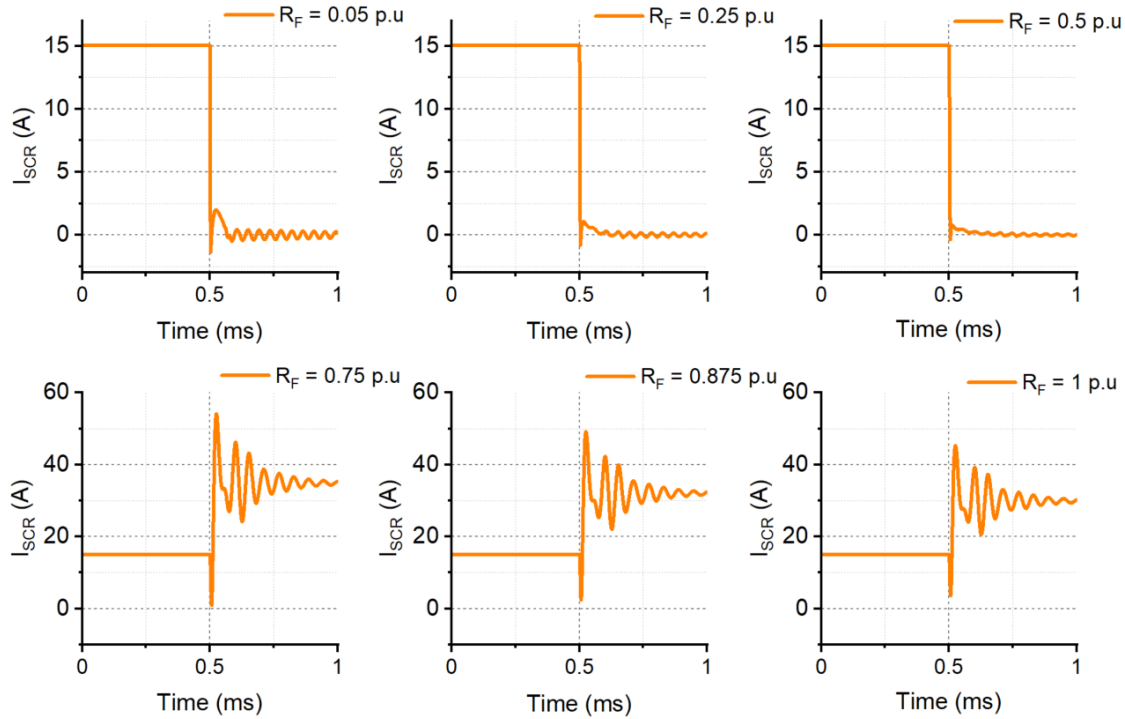 R_F = 0.05 p.u
R_F = 0.25 p.u
R_F = 0.5 p.u
I_SCR (A)
15
10
5
0
0
0.5
1
Time (ms)
I_SCR (A)
15
10
5
0
0
0.5
1
Time (ms)
I_SCR (A)
15
10
5
0
0
0.5
1
Time (ms)
R_F = 0.75 p.u
R_F = 0.875 p.u
R_F = 1 p.u
I_SCR (A)
60
40
20
0
0
0.5
1
Time (ms)
I_SCR (A)
60
40
20
0
0
0.5
1
Time (ms)
I_SCR (A)
60
40
20
0
0
0.5
1
Time (ms)